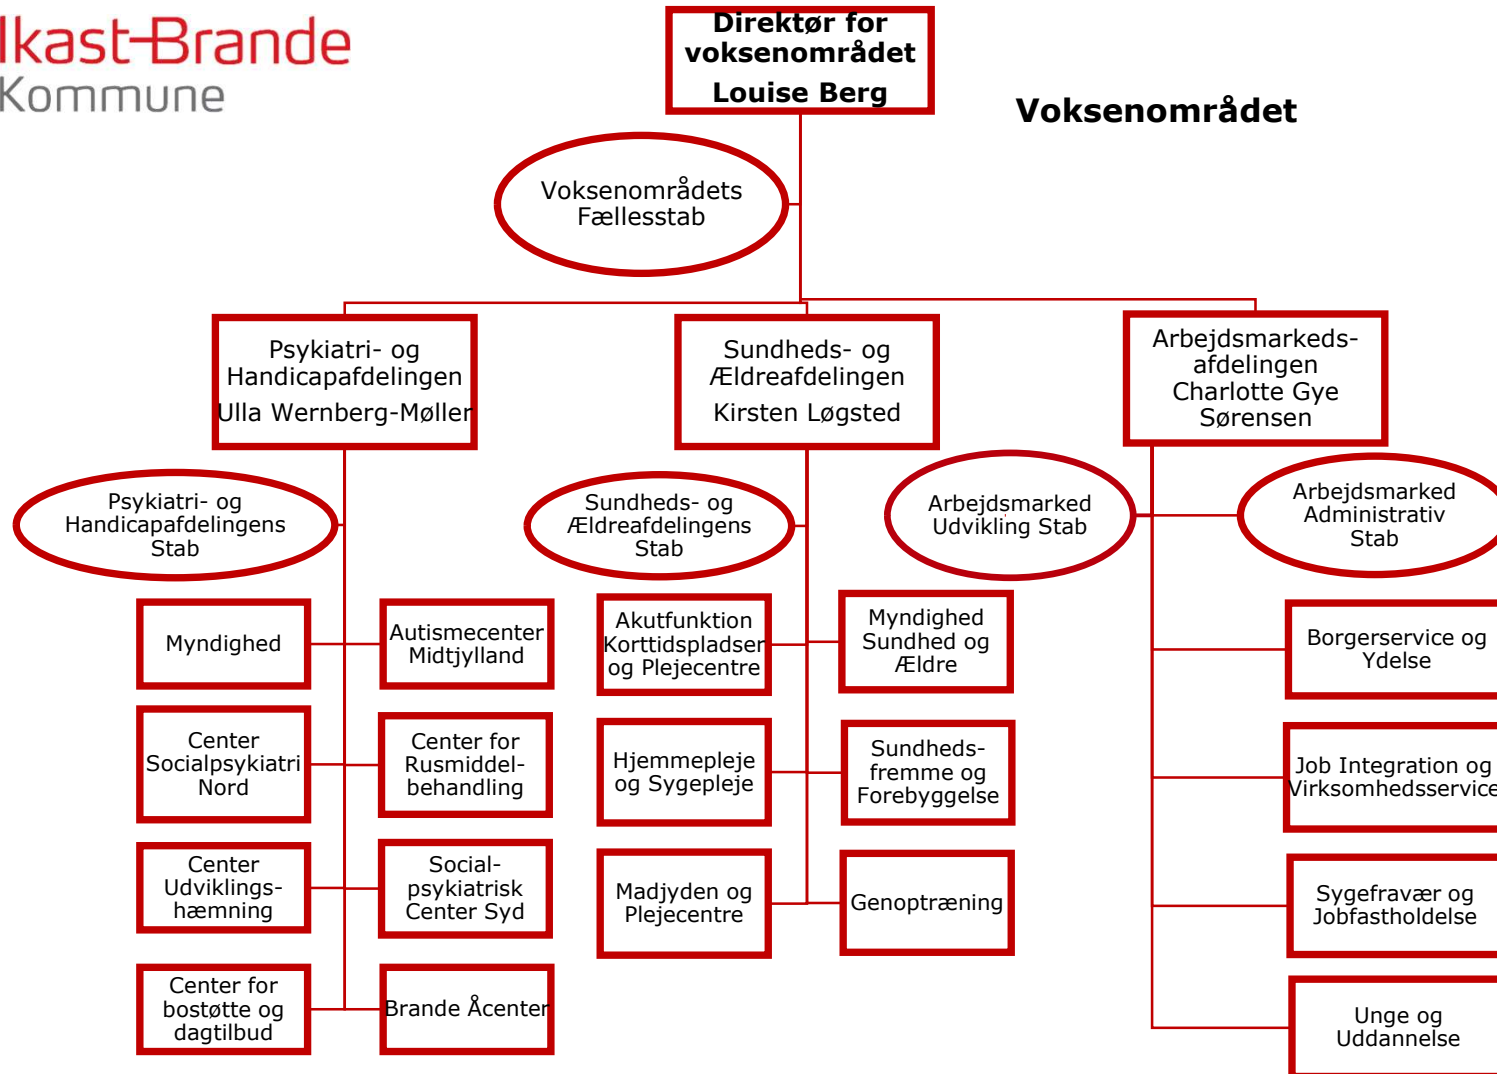 Ikast-Brande
Kommune
Direktør for
voksenområdet
Louise Berg
Voksenområdet
Voksenområdets
Fællesstab
Psykiatri- og
Handicapafdelingen
Ulla Wernberg-Møller
Sundheds- og
Ældreafdelingen
Kirsten Løgsted
Arbejdsmarkeds-
afdelingen
Charlotte Gye
Sørensen
Psykiatri- og
Handicapafdelingens
Stab
Sundheds- og
Ældreafdelingens
Stab
Arbejdsmarked
Udvikling Stab
Arbejdsmarked
Administrativ
Stab
Myndighed
Autismecenter
Midtjylland
Center
Socialpsykiatri
Nord
Center for
Rusmiddel-
behandling
Center
Udviklings-
hæmning
Social-
psykiatrisk
Center Syd
Center for
bostøtte og
dagtilbud
Brande Åcenter
Akutfunktion
Korttidspladser
og Plejecentre
Myndighed
Sundhed og
Ældre
Hjemmepleje
og Sygepleje
Sundheds-
fremme og
Forebyggelse
Madjyden og
Plejecentre
Genoptræning
Borgerservice og
Ydelse
Job Integration og
Virksomhedsservice
Sygefravær og
Jobfastholdelse
Unge og
Uddannelse